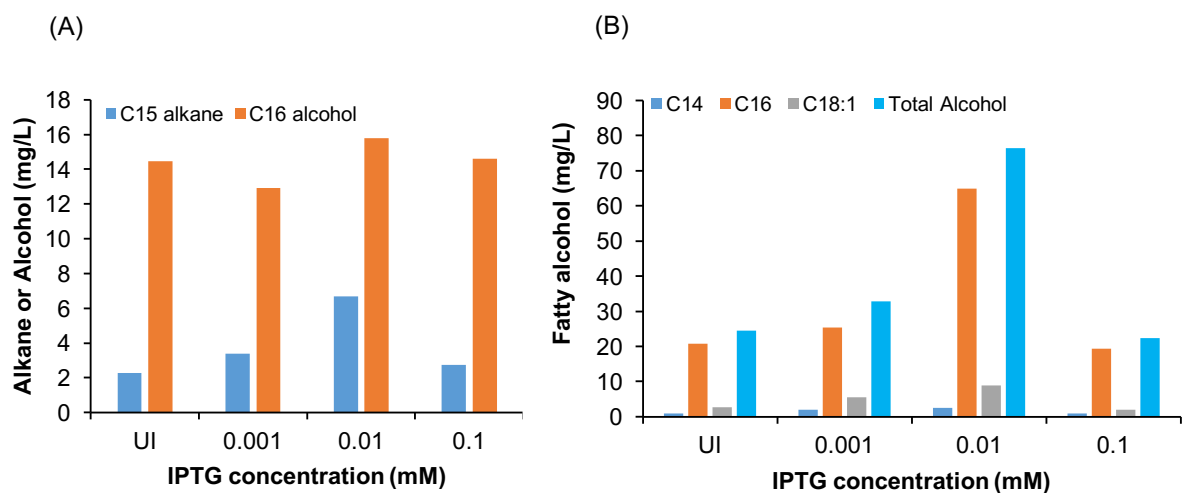 (A)
C15 alkane C16 alcohol
Alkane or Alcohol (mg/L)
18
16
14
12
10
8
6
4
2
0
UI 0.001 0.01 0.1
IPTG concentration (mM)
(B)
C14 C16 C18:1 Total Alcohol
Fatty alcohol (mg/L)
90
80
70
60
50
40
30
20
10
0
UI 0.001 0.01 0.1
IPTG concentration (mM)